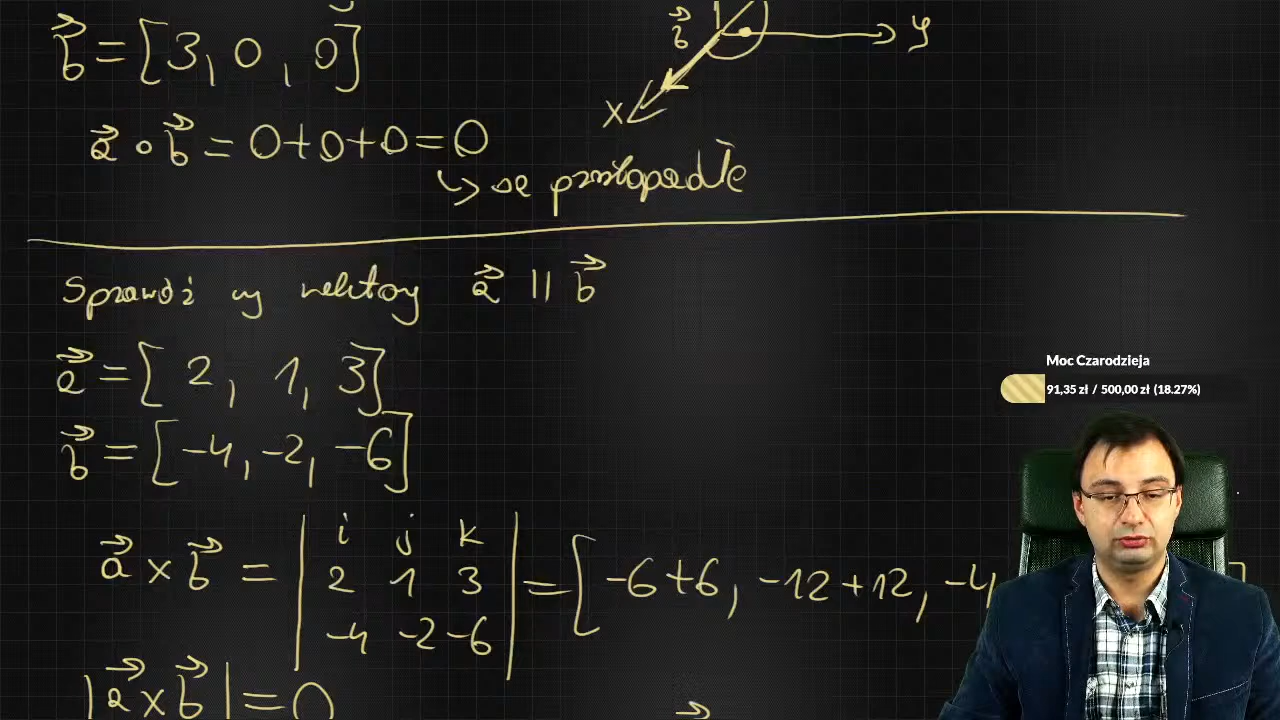 b⃗ = [3, 0, 0]
y
b⃗
x
a⃗ ∘ b⃗ = 0+0+0 = 0
↳ są prostopadłe
Sprawdź czy wektory a⃗ || b⃗
a⃗ = [2, 1, 3]
b⃗ = [-4, -2, -6]
Moc Czarodzieja
91,35 zł / 500,00 zł (18.27%)
a⃗ × b⃗ = | i j k
2 1 3
-4 -2 -6 | = [-6+6, -12+12, -4 ]
|a⃗ × b⃗| = 0